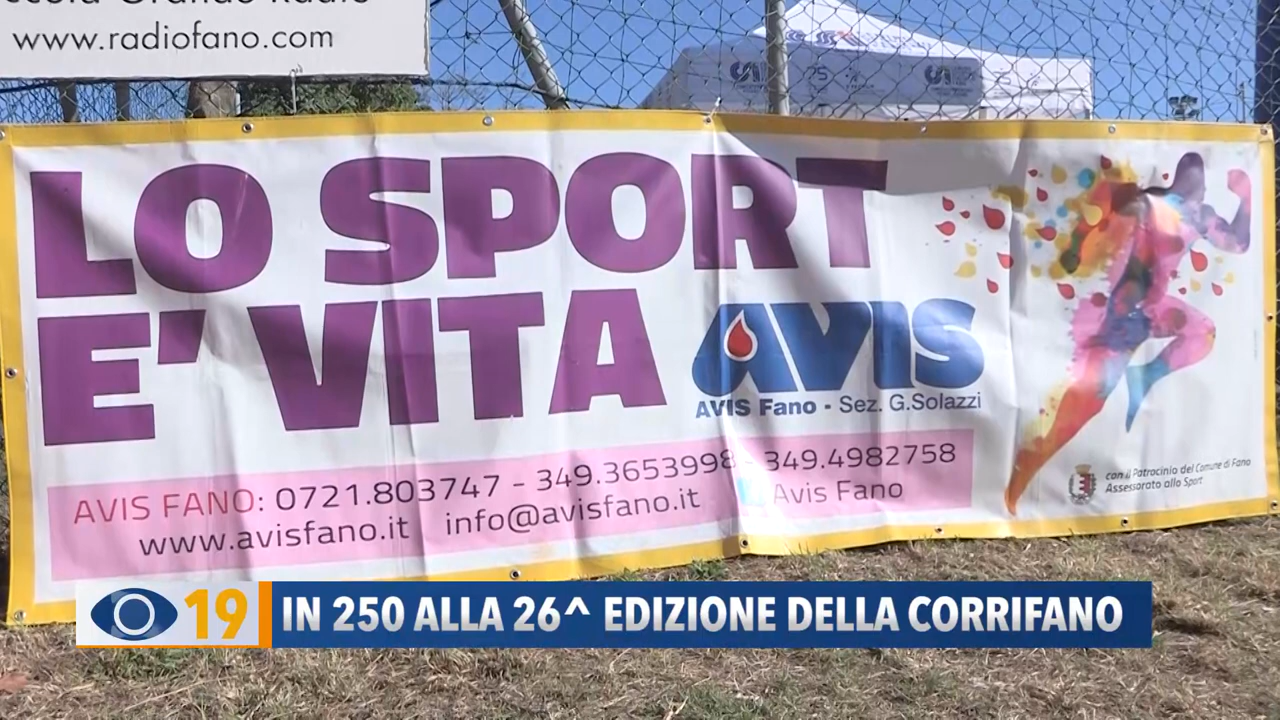 www.radiofano.com
75
LO SPORT
E' VITA
AVIS
AVIS Fano - Sez. G.Solazzi
AVIS FANO: 0721.803747 - 349.3653998 - 349.4982758
www.avisfano.it info@avisfano.it Avis Fano
con il Patrocinio del Comune di Fano
Assessorato allo Sport
19
IN 250 ALLA 26^ EDIZIONE DELLA CORRIFANO